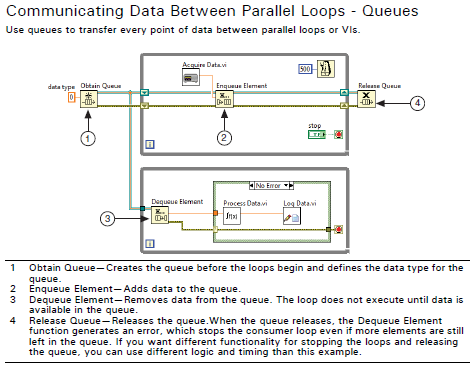 Communicating Data Between Parallel Loops - Queues
Use queues to transfer every point of data between parallel loops or VIs.
Acquire Data.vi
500
data type
Obtain Queue
Enqueue Element
Release Queue
0
4
1
2
stop
TF
i
No Error
Dequeue Element
Process Data.vi
Log Data.vi
3
f(x)
i
1 Obtain Queue—Creates the queue before the loops begin and defines the data type for the
queue.
2 Enqueue Element—Adds data to the queue.
3 Dequeue Element—Removes data from the queue. The loop does not execute until data is
available in the queue.
4 Release Queue—Releases the queue.When the queue releases, the Dequeue Element
function generates an error, which stops the consumer loop even if more elements are still
left in the queue. If you want different functionality for stopping the loops and releasing
the queue, you can use different logic and timing than this example.